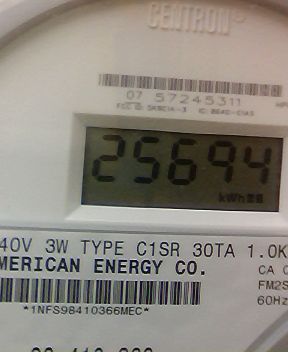 CENTRON®
07 57245311
25694
kWh
40V 3W TYPE C1SR 30TA 1.0K
MERICAN ENERGY CO.
CA
FM2S
60Hz
*1NFS98410366MEC*